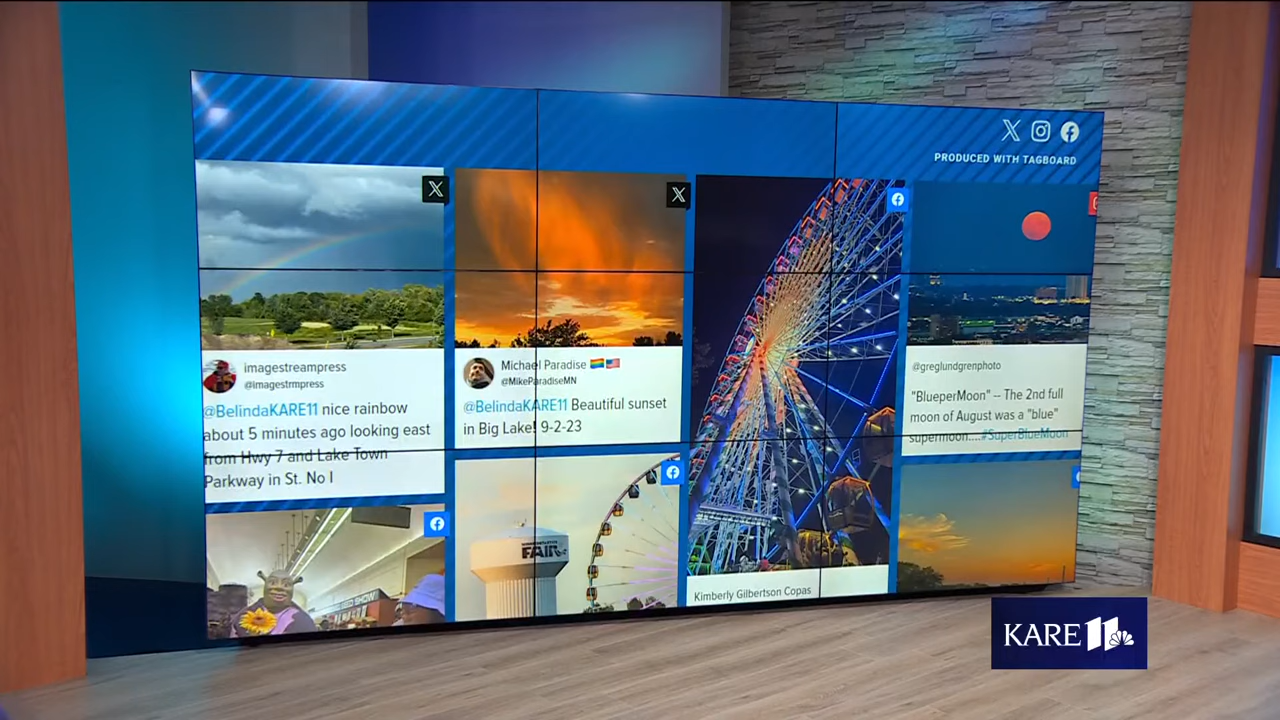 PRODUCED WITH TAGBOARD
imagestreampress
@imagestrmpress
@BelindaKARE11 nice rainbow
about 5 minutes ago looking east
from Hwy 7 and Lake Town
Parkway in St. No I
Michael Paradise
@MikeParadiseMN
@BelindaKARE11 Beautiful sunset
in Big Lake! 9-2-23
FAIR
Kimberly Gilbertson Copas
@greglundgrenphoto
"BlueperMoon" -- The 2nd full
moon of August was a "blue"
supermoon....#SuperBlueMoon
KARE 11